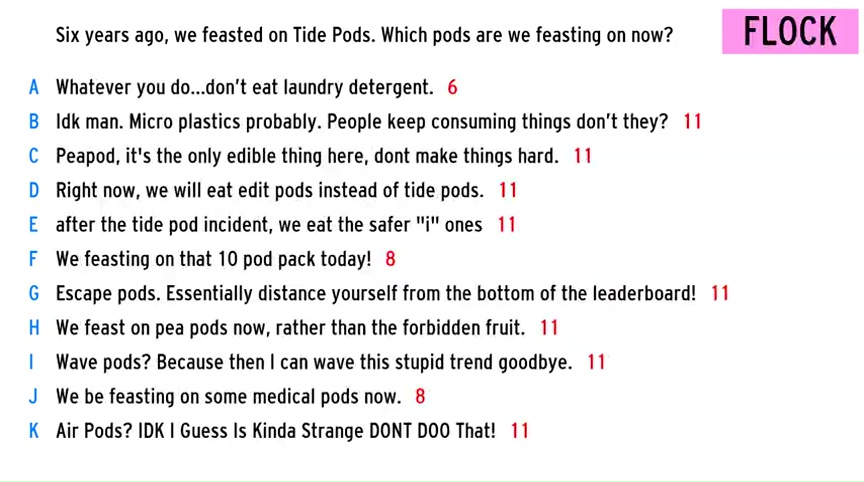 Six years ago, we feasted on Tide Pods. Which pods are we feasting on now?
FLOCK
A Whatever you do...don't eat laundry detergent. 6
B Idk man. Micro plastics probably. People keep consuming things don't they? 11
C Peapod, it's the only edible thing here, dont make things hard. 11
D Right now, we will eat edit pods instead of tide pods. 11
E after the tide pod incident, we eat the safer "i" ones 11
F We feasting on that 10 pod pack today! 8
G Escape pods. Essentially distance yourself from the bottom of the leaderboard! 11
H We feast on pea pods now, rather than the forbidden fruit. 11
I Wave pods? Because then I can wave this stupid trend goodbye. 11
J We be feasting on some medical pods now. 8
K Air Pods? IDK I Guess Is Kinda Strange DONT DOO That! 11